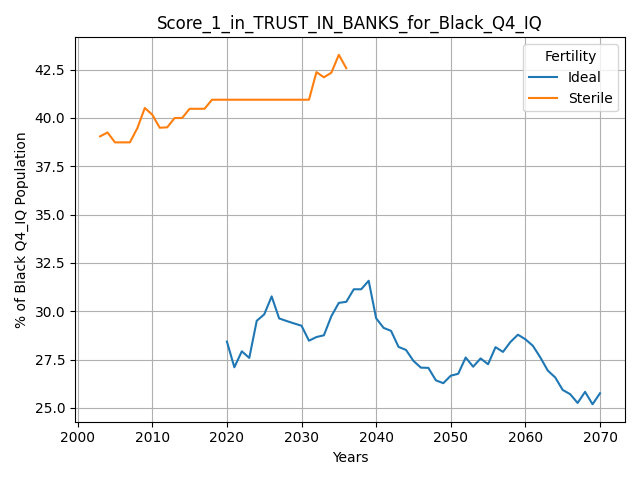 Score_1_in_TRUST_IN_BANKS_for_Black_Q4_IQ
Fertility
Ideal
Sterile
% of Black Q4_IQ Population
42.5
40.0
37.5
35.0
32.5
30.0
27.5
25.0
2000 2010 2020 2030 2040 2050 2060 2070
Years